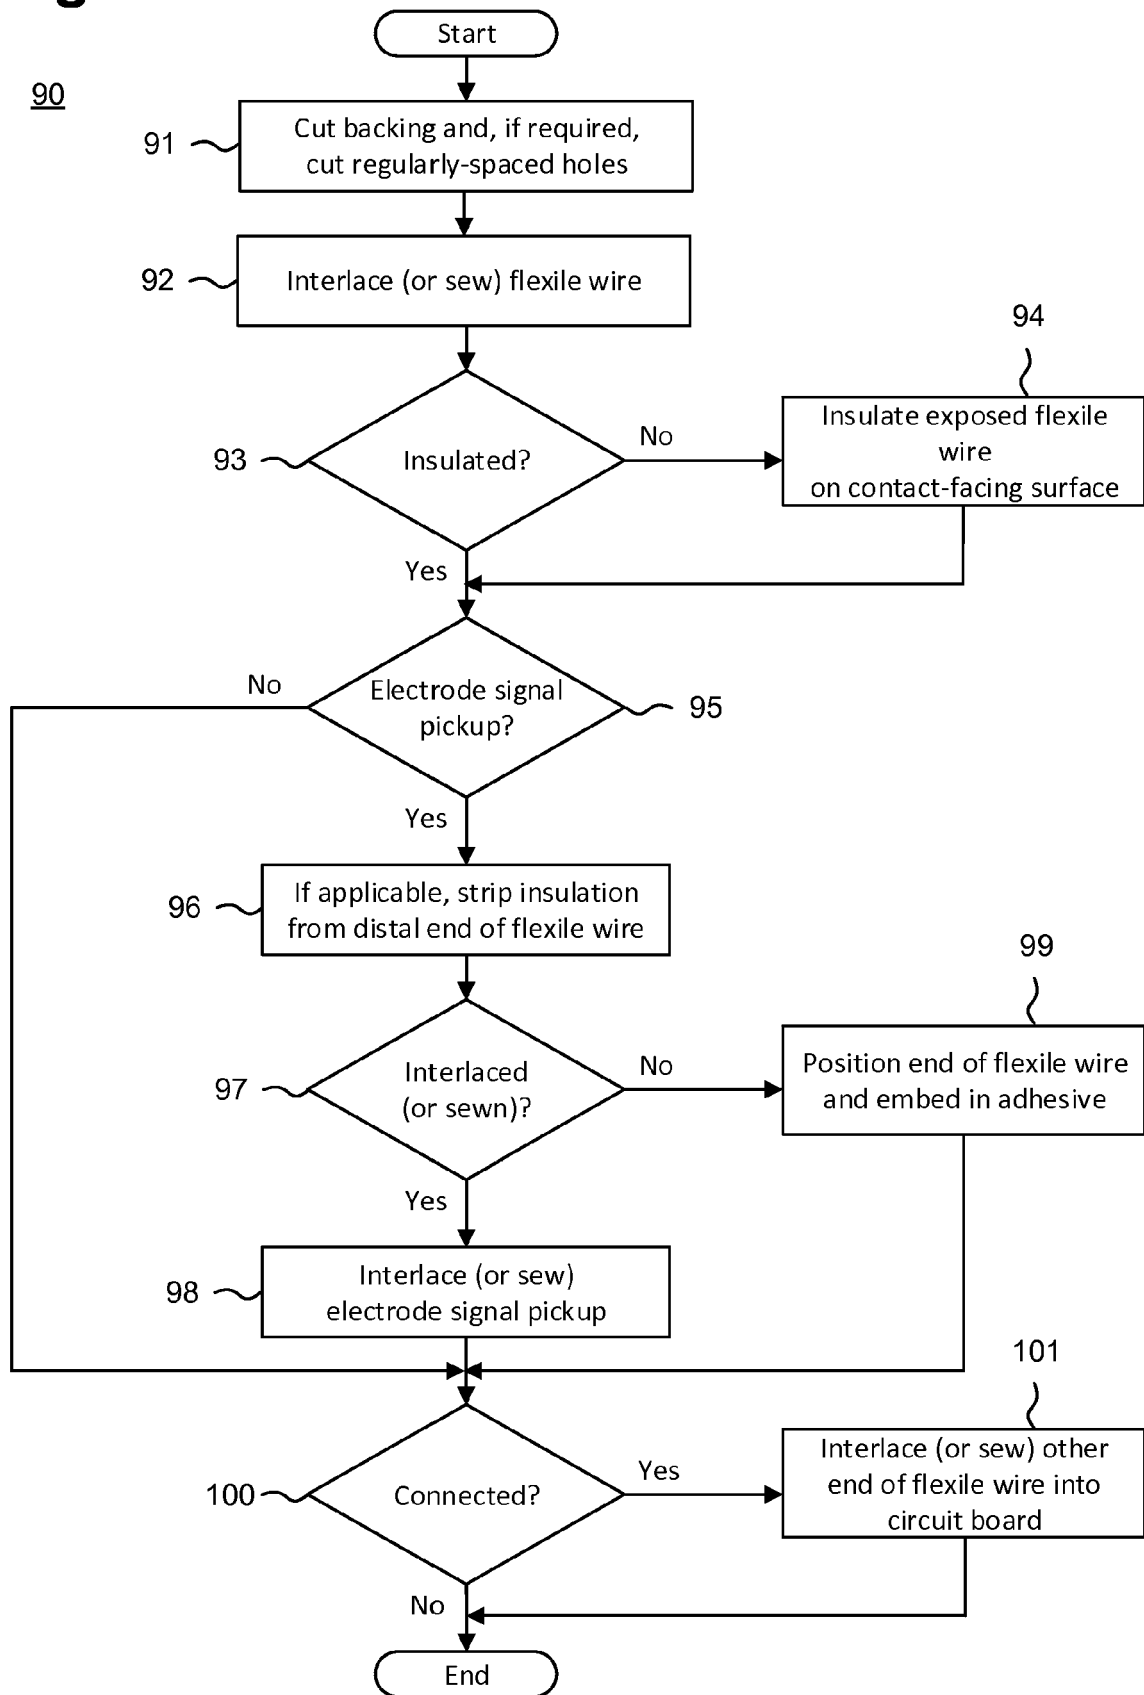 Start
90
91
Cut backing and, if required,
cut regularly-spaced holes
92
Interlace (or sew) flexile wire
94
93
Insulated?
No
Insulate exposed flexile
wire
on contact-facing surface
Yes
No
Electrode signal
pickup?
95
Yes
96
If applicable, strip insulation
from distal end of flexile wire
99
97
Interlaced
(or sewn)?
No
Position end of flexile wire
and embed in adhesive
Yes
98
Interlace (or sew)
electrode signal pickup
101
100
Connected?
Yes
Interlace (or sew) other
end of flexile wire into
circuit board
No
End